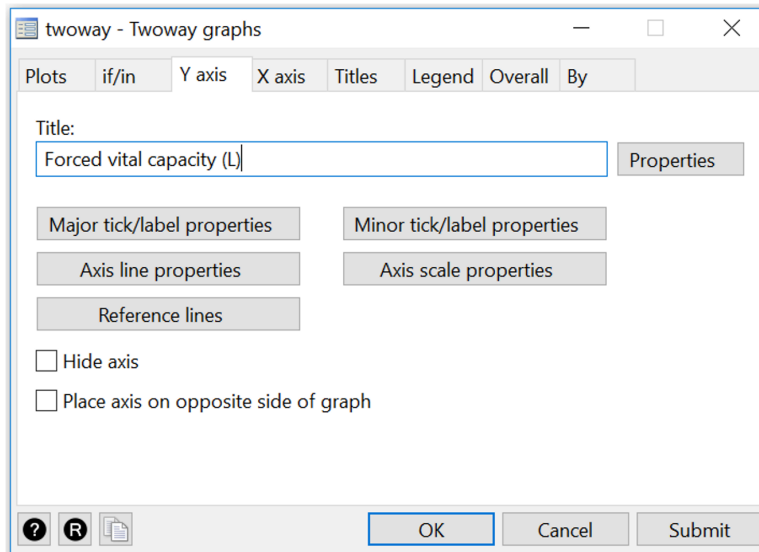 twoway - Twoway graphs
Plots if/in Y axis X axis Titles Legend Overall By
Title:
Forced vital capacity (L)
Properties
Major tick/label properties Minor tick/label properties
Axis line properties Axis scale properties
Reference lines
Hide axis
Place axis on opposite side of graph
? R OK Cancel Submit